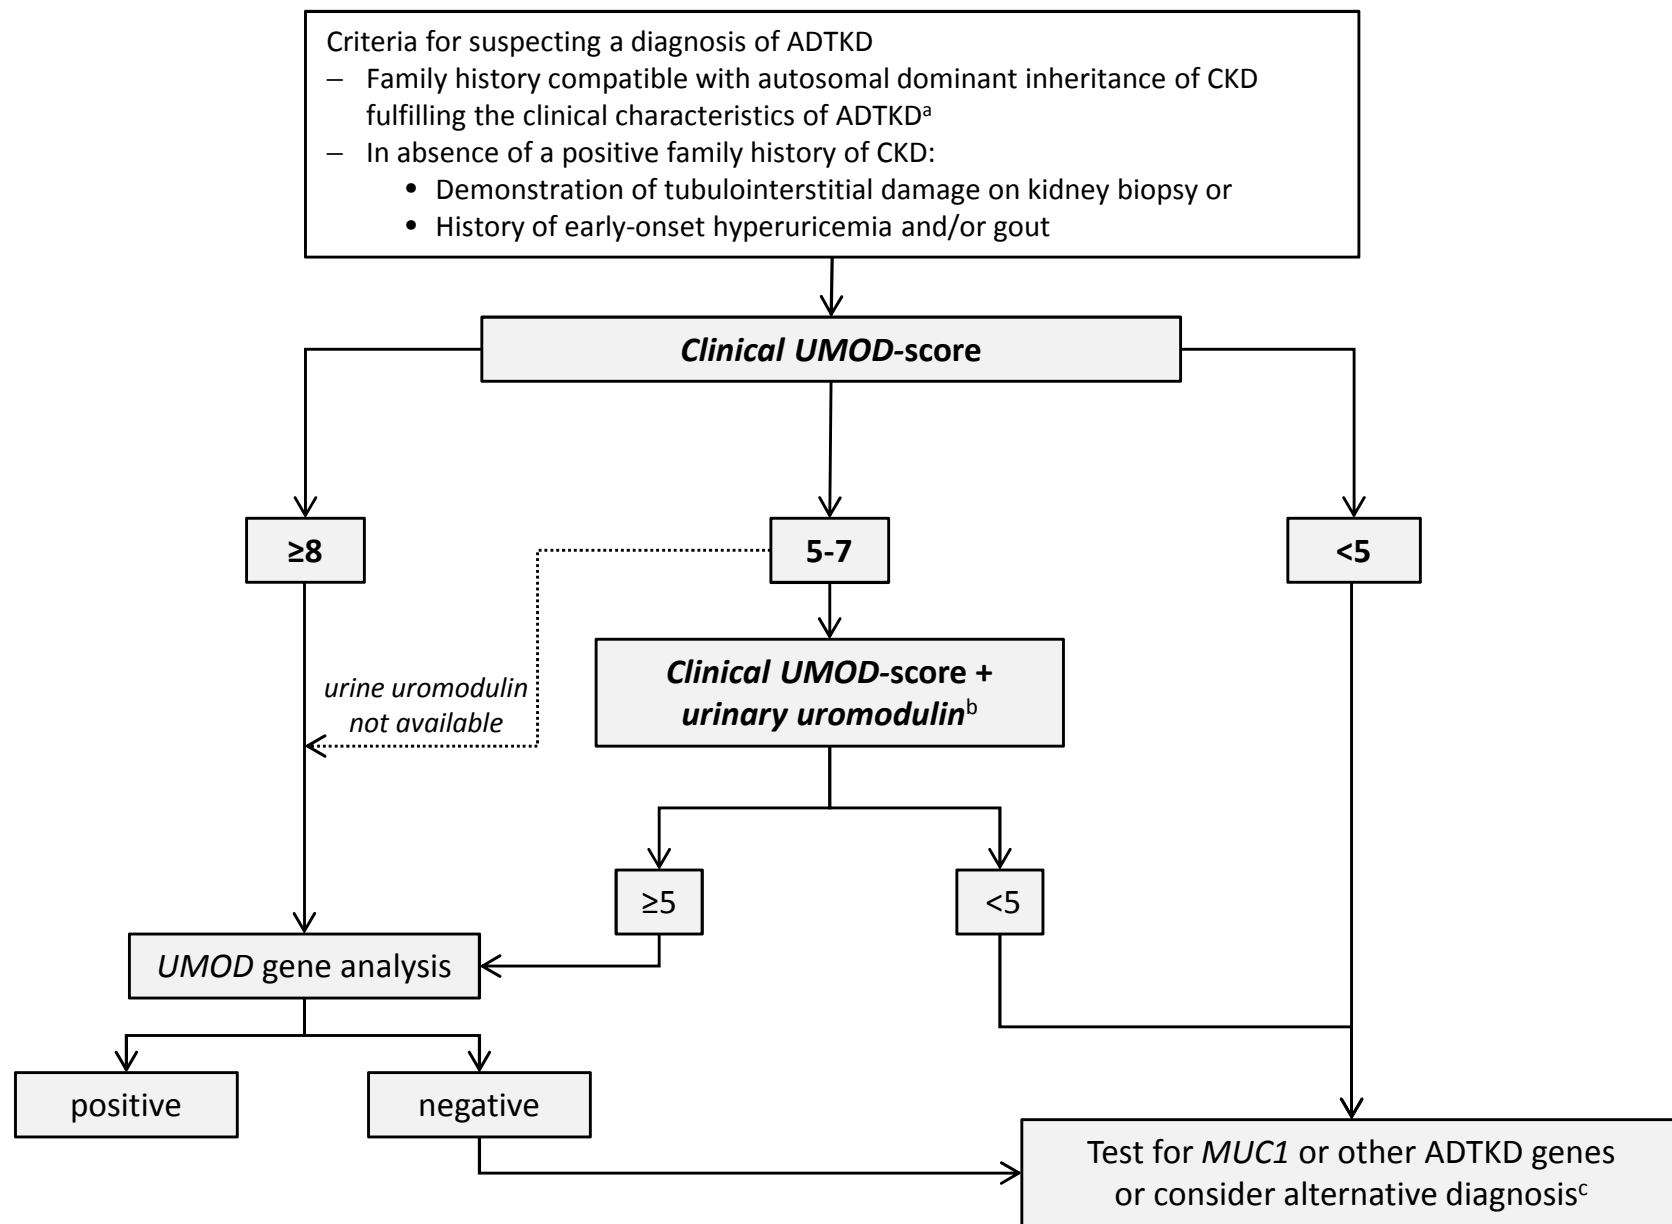 Criteria for suspecting a diagnosis of ADTKD
– Family history compatible with autosomal dominant inheritance of CKD
fulfilling the clinical characteristics of ADTKDᵃ
– In absence of a positive family history of CKD:
• Demonstration of tubulointerstitial damage on kidney biopsy or
• History of early-onset hyperuricemia and/or gout
Clinical UMOD-score
≥8
5-7
<5
urine uromodulin
not available
Clinical UMOD-score +
urinary uromodulinᵇ
≥5
<5
UMOD gene analysis
positive
negative
Test for MUC1 or other ADTKD genes
or consider alternative diagnosisᶜ